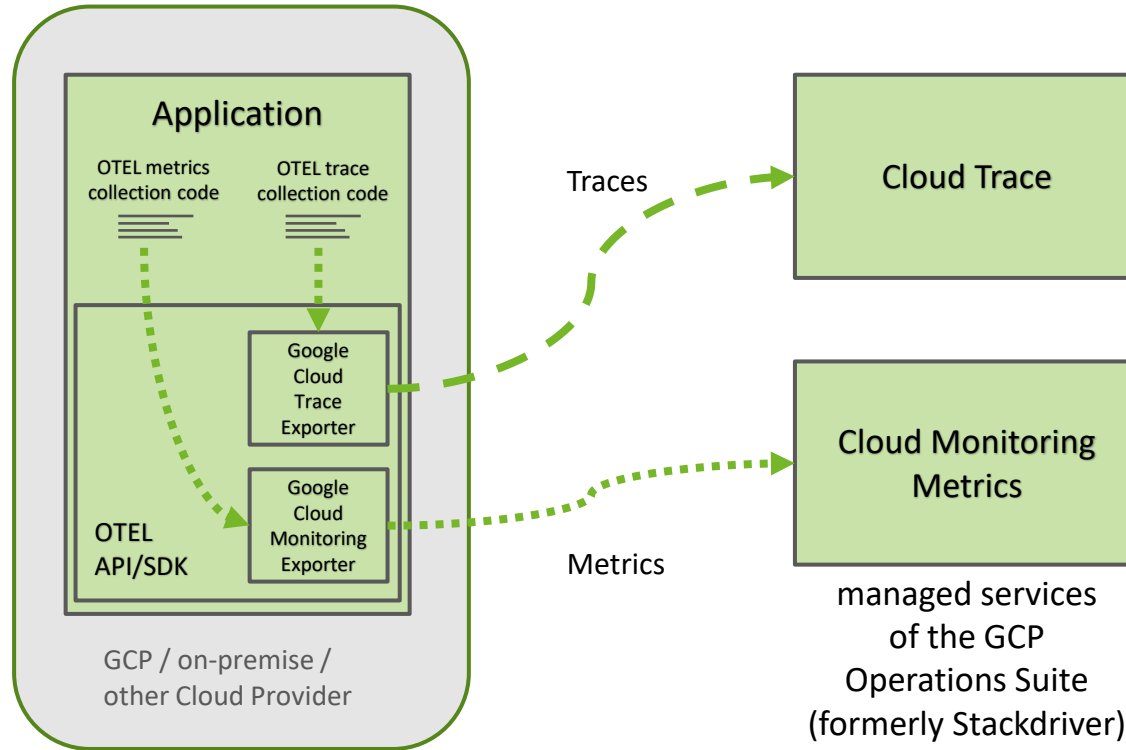 Application
OTEL metrics
collection code
OTEL trace
collection code
Google
Cloud
Trace
Exporter
Google
Cloud
Monitoring
Exporter
OTEL
API/SDK
GCP / on-premise /
other Cloud Provider
Traces
Metrics
Cloud Trace
Cloud Monitoring
Metrics
managed services
of the GCP
Operations Suite
(formerly Stackdriver)